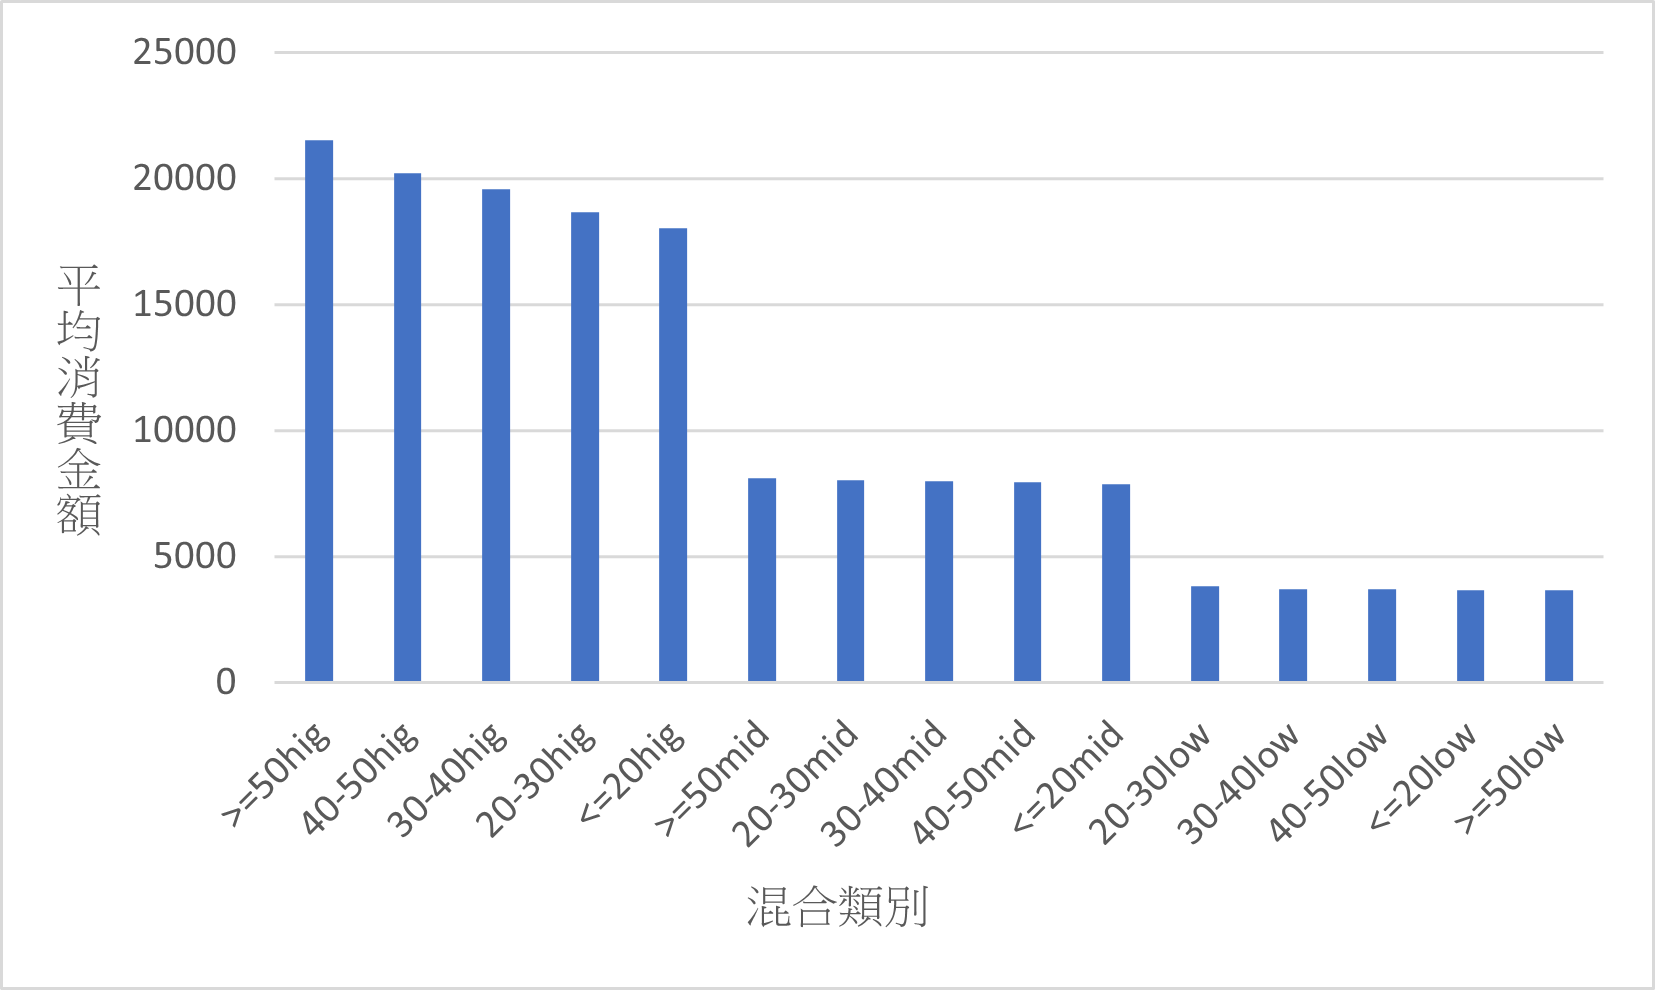 25000
20000
15000
10000
5000
0
平均消費金額
>=50hig
40-50hig
30-40hig
20-30hig
<=20hig
>=50mid
20-30mid
30-40mid
40-50mid
<=20mid
20-30low
30-40low
40-50low
<=20low
>=50low
混合類別